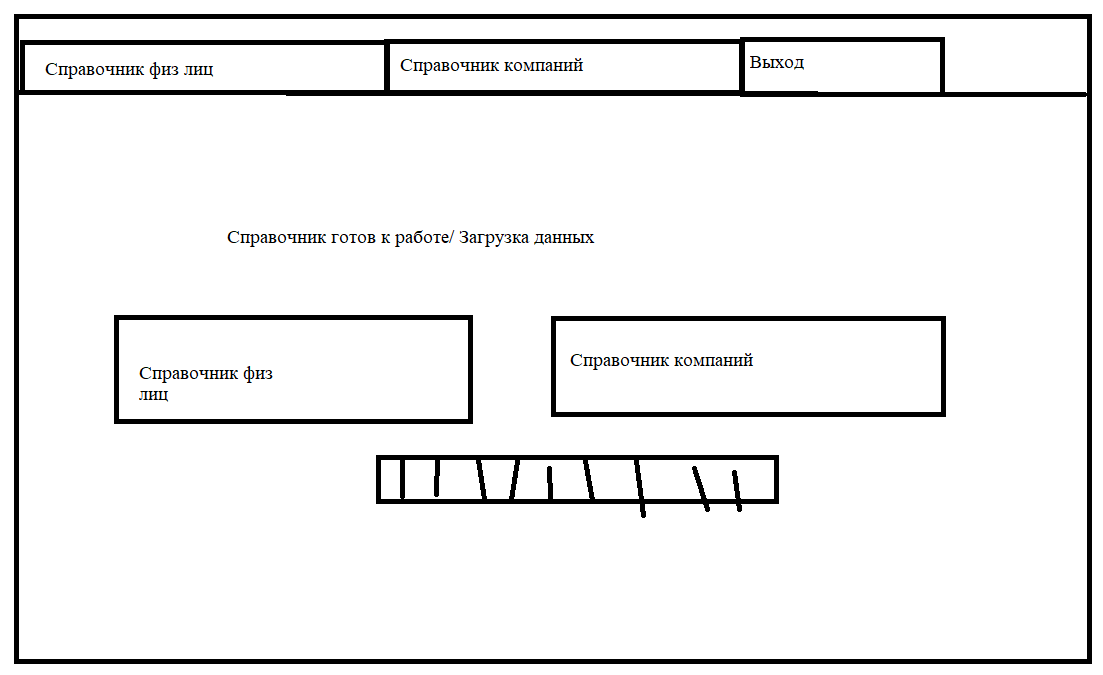 Справочник физ лиц
Справочник компаний
Выход
Справочник готов к работе/ Загрузка данных
Справочник физ
лиц
Справочник компаний